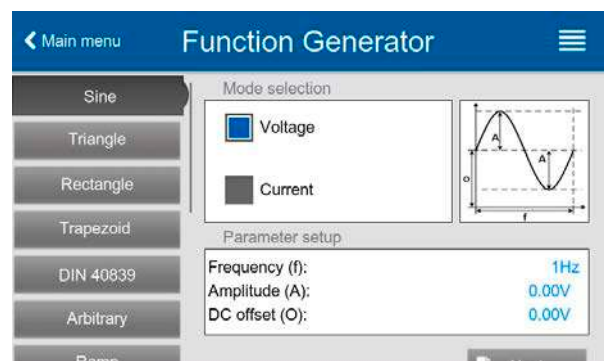 Main menu
Function Generator
Sine
Triangle
Rectangle
Trapezoid
DIN 40839
Arbitrary
Ramp
Mode selection
Voltage
Current
A
A
o
f
Parameter setup
Frequency (f): 1Hz
Amplitude (A): 0.00V
DC offset (O): 0.00V